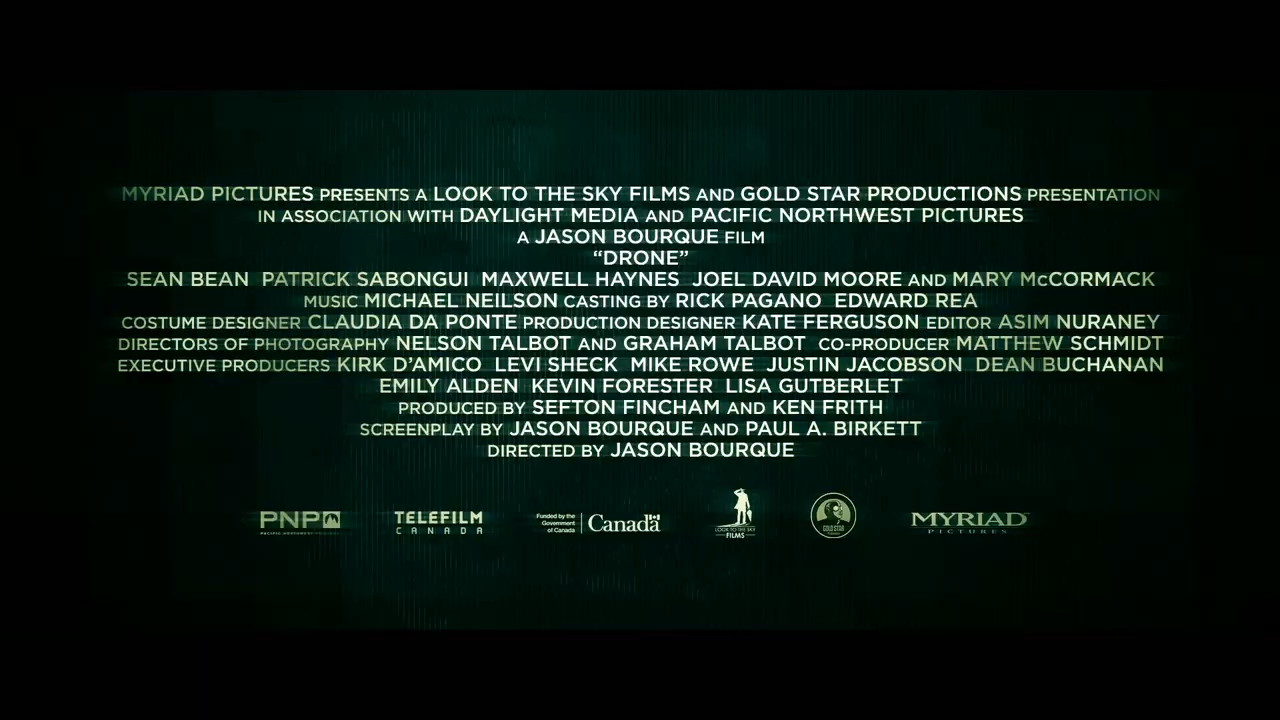 MYRIAD PICTURES PRESENTS A LOOK TO THE SKY FILMS AND GOLD STAR PRODUCTIONS PRESENTATION
IN ASSOCIATION WITH DAYLIGHT MEDIA AND PACIFIC NORTHWEST PICTURES
A JASON BOURQUE FILM
“DRONE”
SEAN BEAN PATRICK SABONGUI MAXWELL HAYNES JOEL DAVID MOORE AND MARY McCORMACK
MUSIC MICHAEL NEILSON CASTING BY RICK PAGANO EDWARD REA
COSTUME DESIGNER CLAUDIA DA PONTE PRODUCTION DESIGNER KATE FERGUSON EDITOR ASIM NURANEY
DIRECTORS OF PHOTOGRAPHY NELSON TALBOT AND GRAHAM TALBOT CO-PRODUCER MATTHEW SCHMIDT
EXECUTIVE PRODUCERS KIRK D’AMICO LEVI SHECK MIKE ROWE JUSTIN JACOBSON DEAN BUCHANAN
EMILY ALDEN KEVIN FORESTER LISA GUTBERLET
PRODUCED BY SEFTON FINCHAM AND KEN FRITH
SCREENPLAY BY JASON BOURQUE AND PAUL A. BIRKETT
DIRECTED BY JASON BOURQUE
PNP
PACIFIC NORTHWEST PICTURES
TELEFILM
CANADA
Funded by the
Government
of Canada
Canada
LOOK TO THE SKY
FILMS
GOLD STAR
MYRIAD
PICTURES